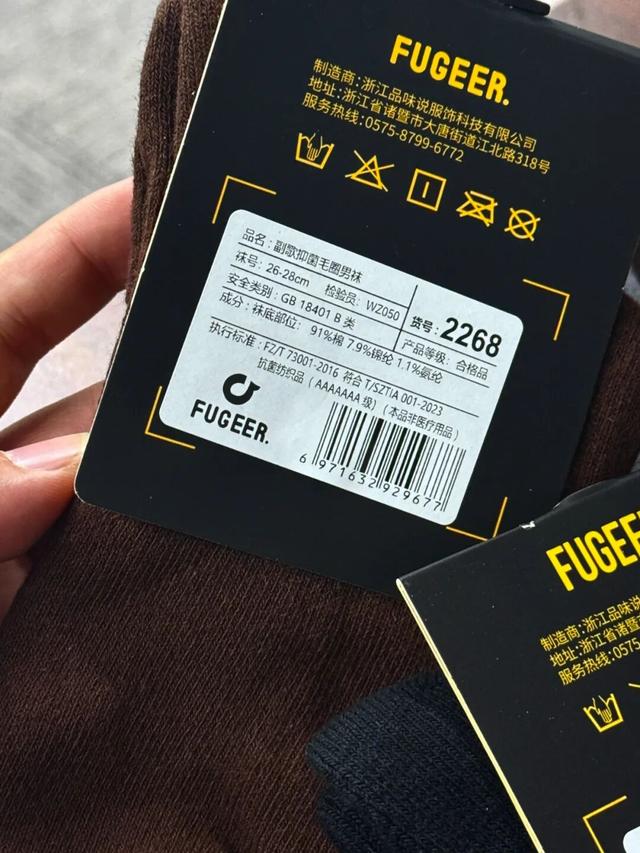 FUGEER.
制造商:浙江品味说服饰科技有限公司
地址:浙江省诸暨市大唐街道江北路318号
服务热线:0575-8799-6772
品名:副歌抑菌毛圈男袜
袜号:26-28cm 检验员:WZ050
安全类别:GB 18401 B 类
货号:2268
成分:袜底部位:91%棉 7.9%锦纶 1.1%氨纶
产品等级:合格品
执行标准:FZ/T 73001-2016 符合 T/SZTIA 001-2023
抗菌纺织品(AAAAAAA 级)(本品非医疗用品)
FUGEER.
6 971632 929677
FUGEE
制造商:浙江品味
地址:浙江省诸暨
服务热线:0575